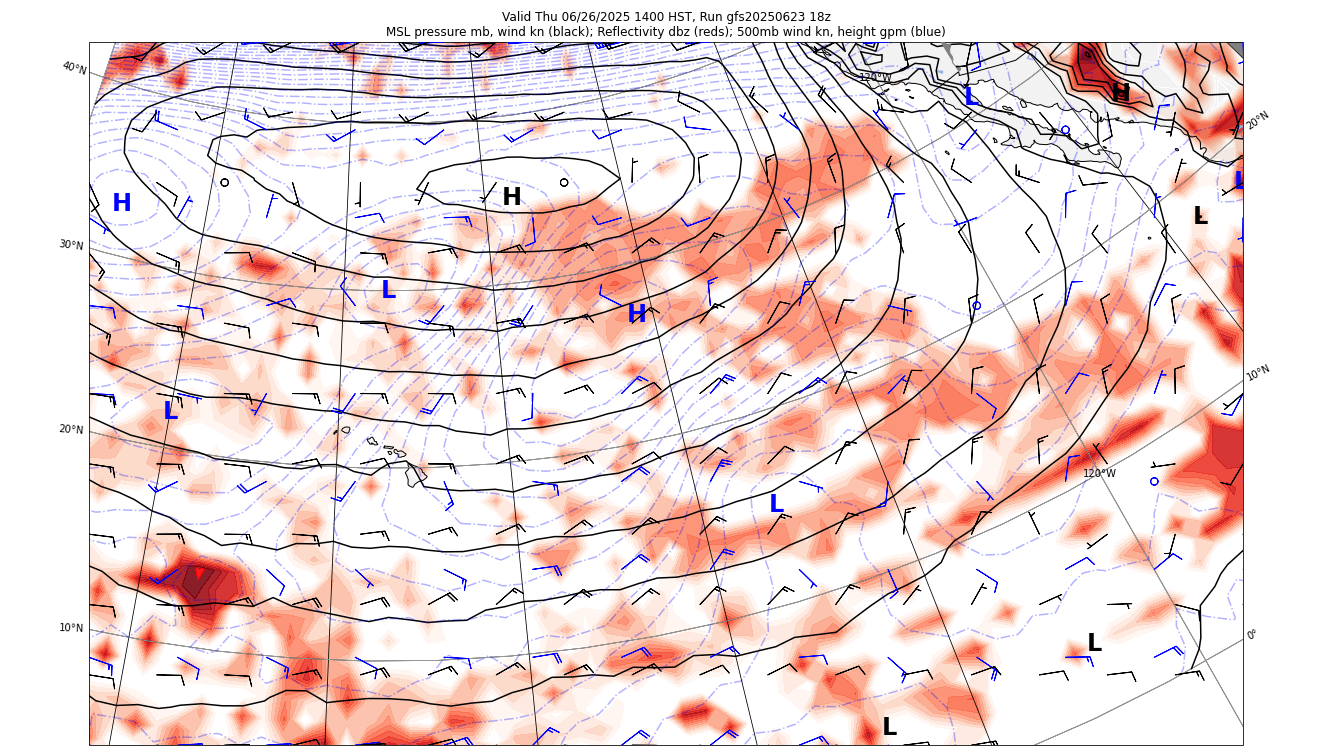 Valid Thu 06/26/2025 1400 HST, Run gfs20250623 18z
MSL pressure mb, wind kn (black); Reflectivity dbz (reds); 500mb wind kn, height gpm (blue)
40°N
120°W
L
H
20°N
L
H
H
L
30°N
L
H
10°N
L
20°N
120°W
L
10°N
0°
L
L